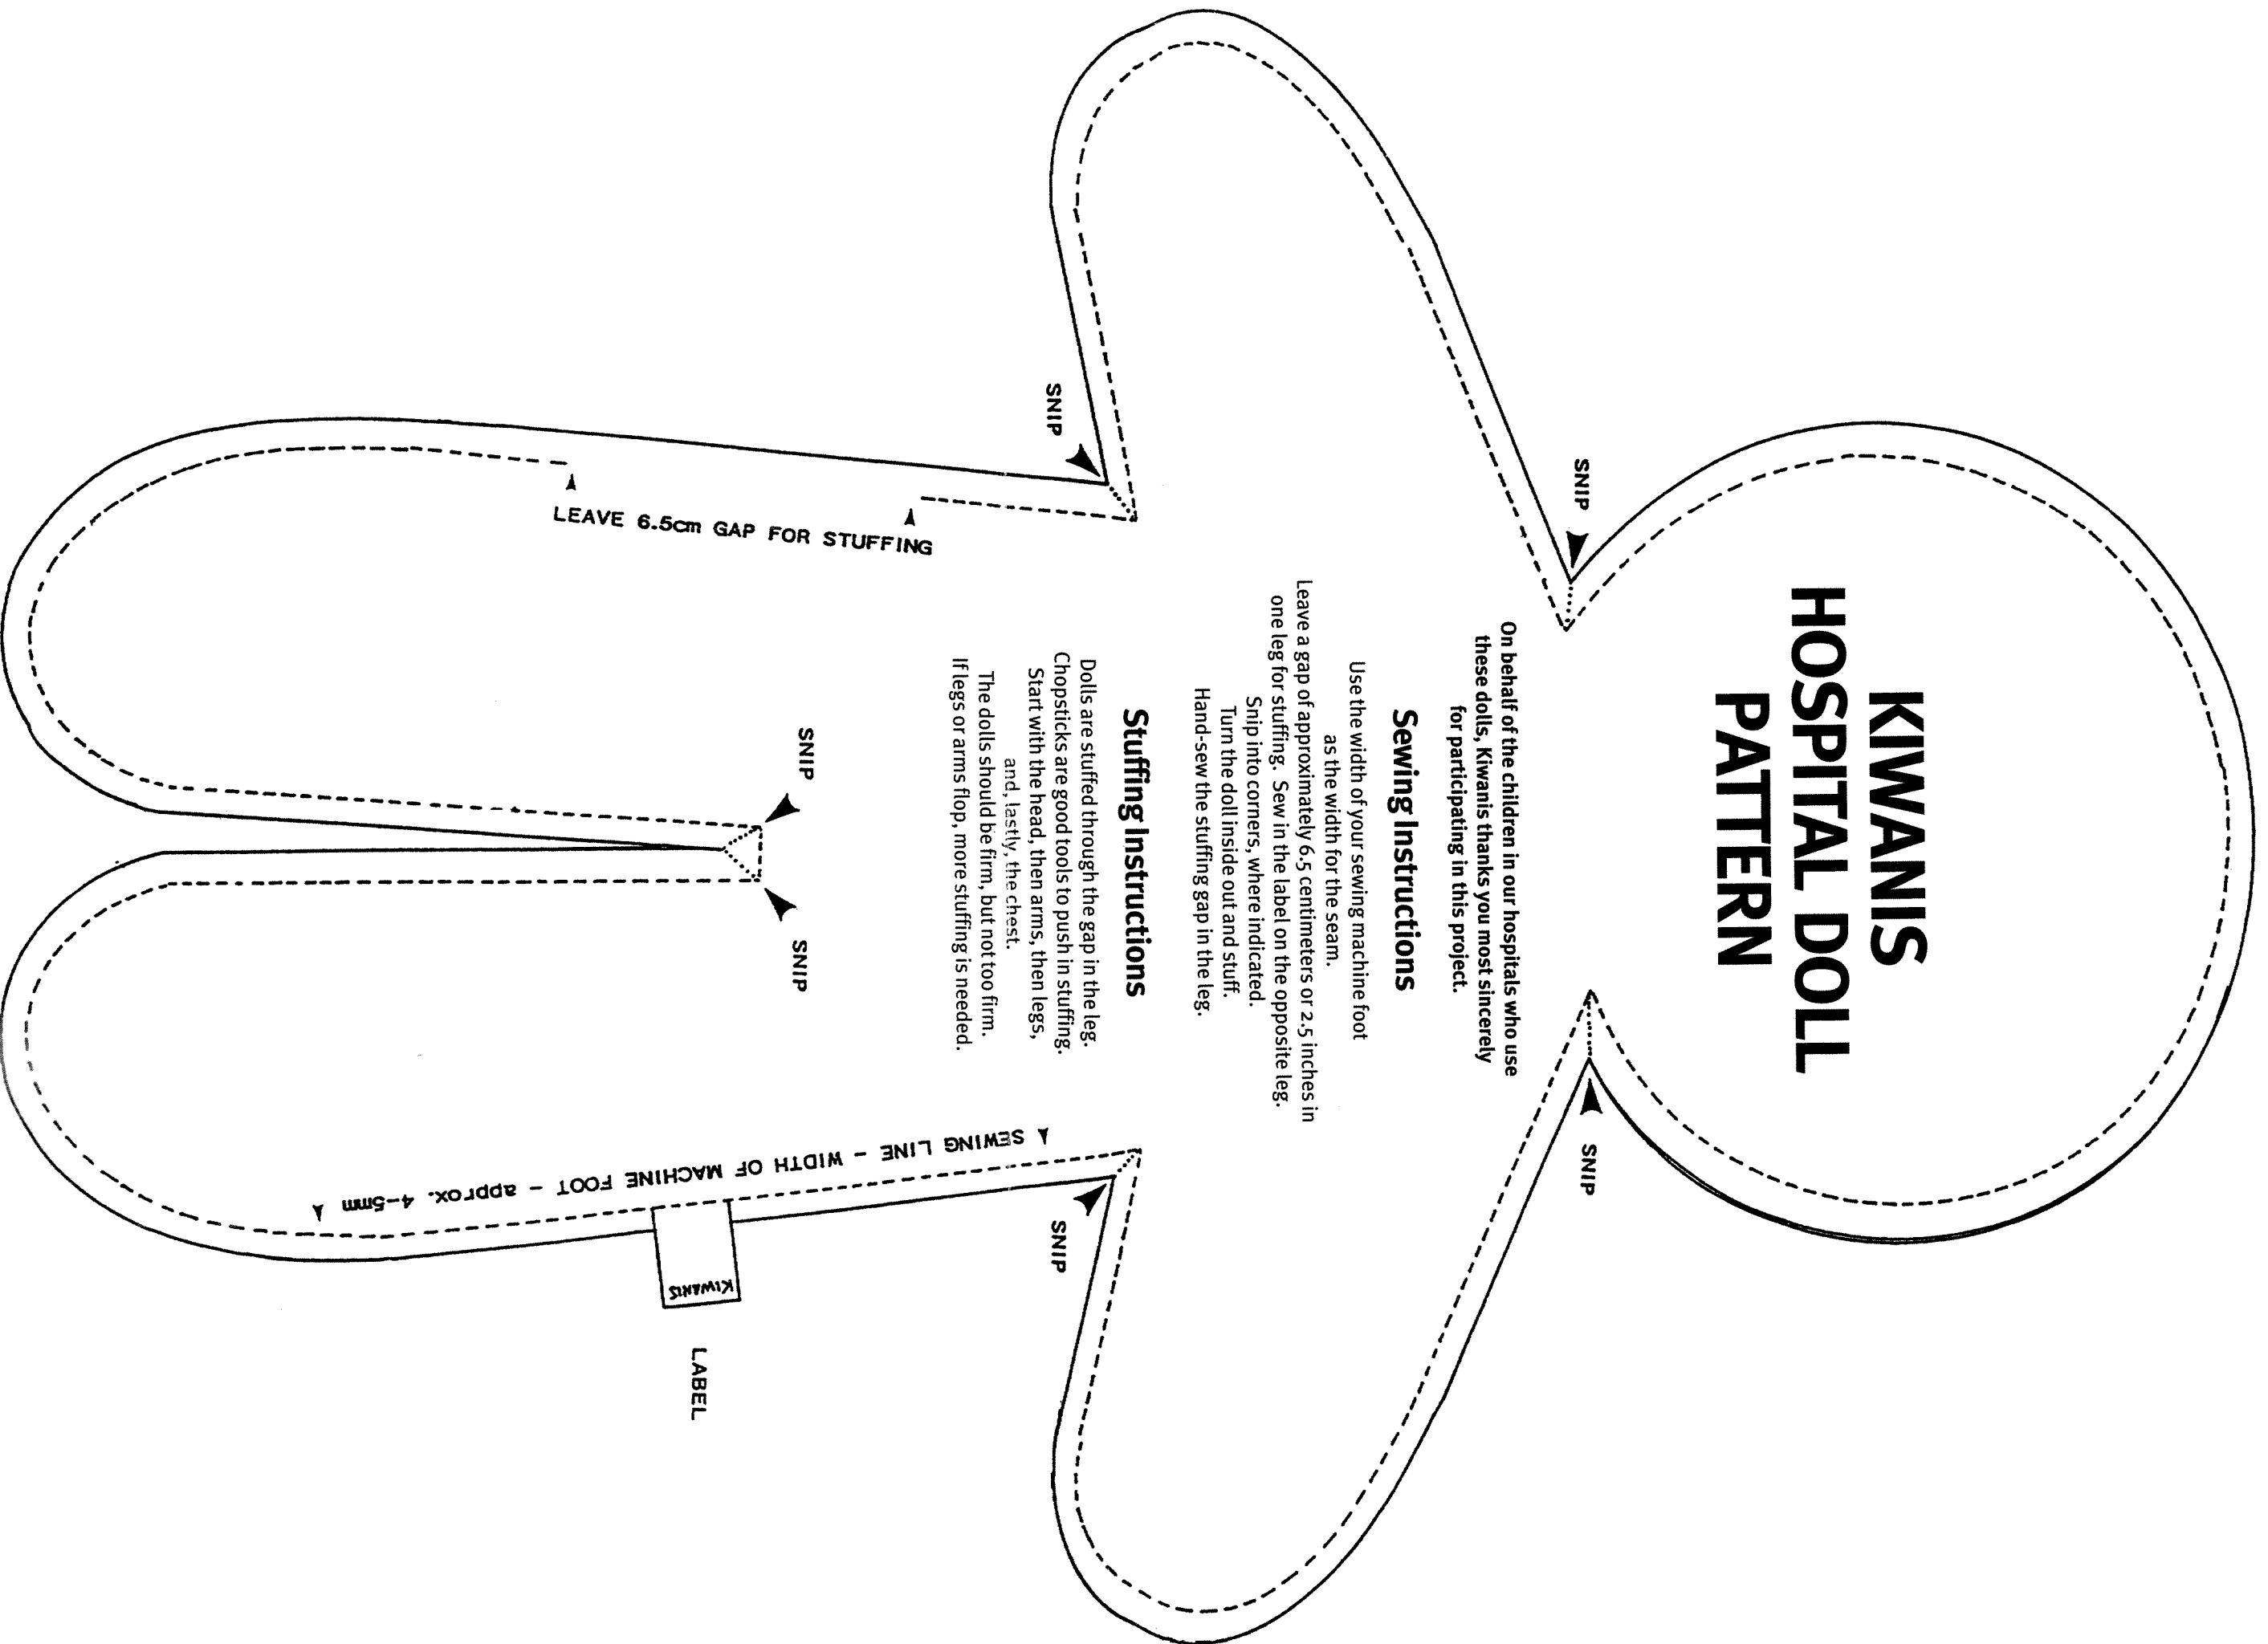 KIWANIS
HOSPITAL DOLL
PATTERN
SNIP
SNIP
On behalf of the children in our hospitals who use
these dolls, Kiwanis thanks you most sincerely
for participating in this project.
Sewing Instructions
Use the width of your sewing machine foot
as the width for the seam.
Leave a gap of approximately 6.5 centimeters or 2.5 inches in
one leg for stuffing. Sew in the label on the opposite leg.
Snip into corners, where indicated.
Turn the doll inside out and stuff.
Hand-sew the stuffing gap in the leg.
Stuffing Instructions
Dolls are stuffed through the gap in the leg.
Chopsticks are good tools to push in stuffing.
Start with the head, then arms, then legs,
and, lastly, the chest.
The dolls should be firm, but not too firm.
If legs or arms flop, more stuffing is needed.
SNIP
SNIP
LEAVE 6.5cm GAP FOR STUFFING
SEWING LINE - WIDTH OF MACHINE FOOT - approx. 4-5mm
KIWANIS
LABEL
SNIP
SNIP